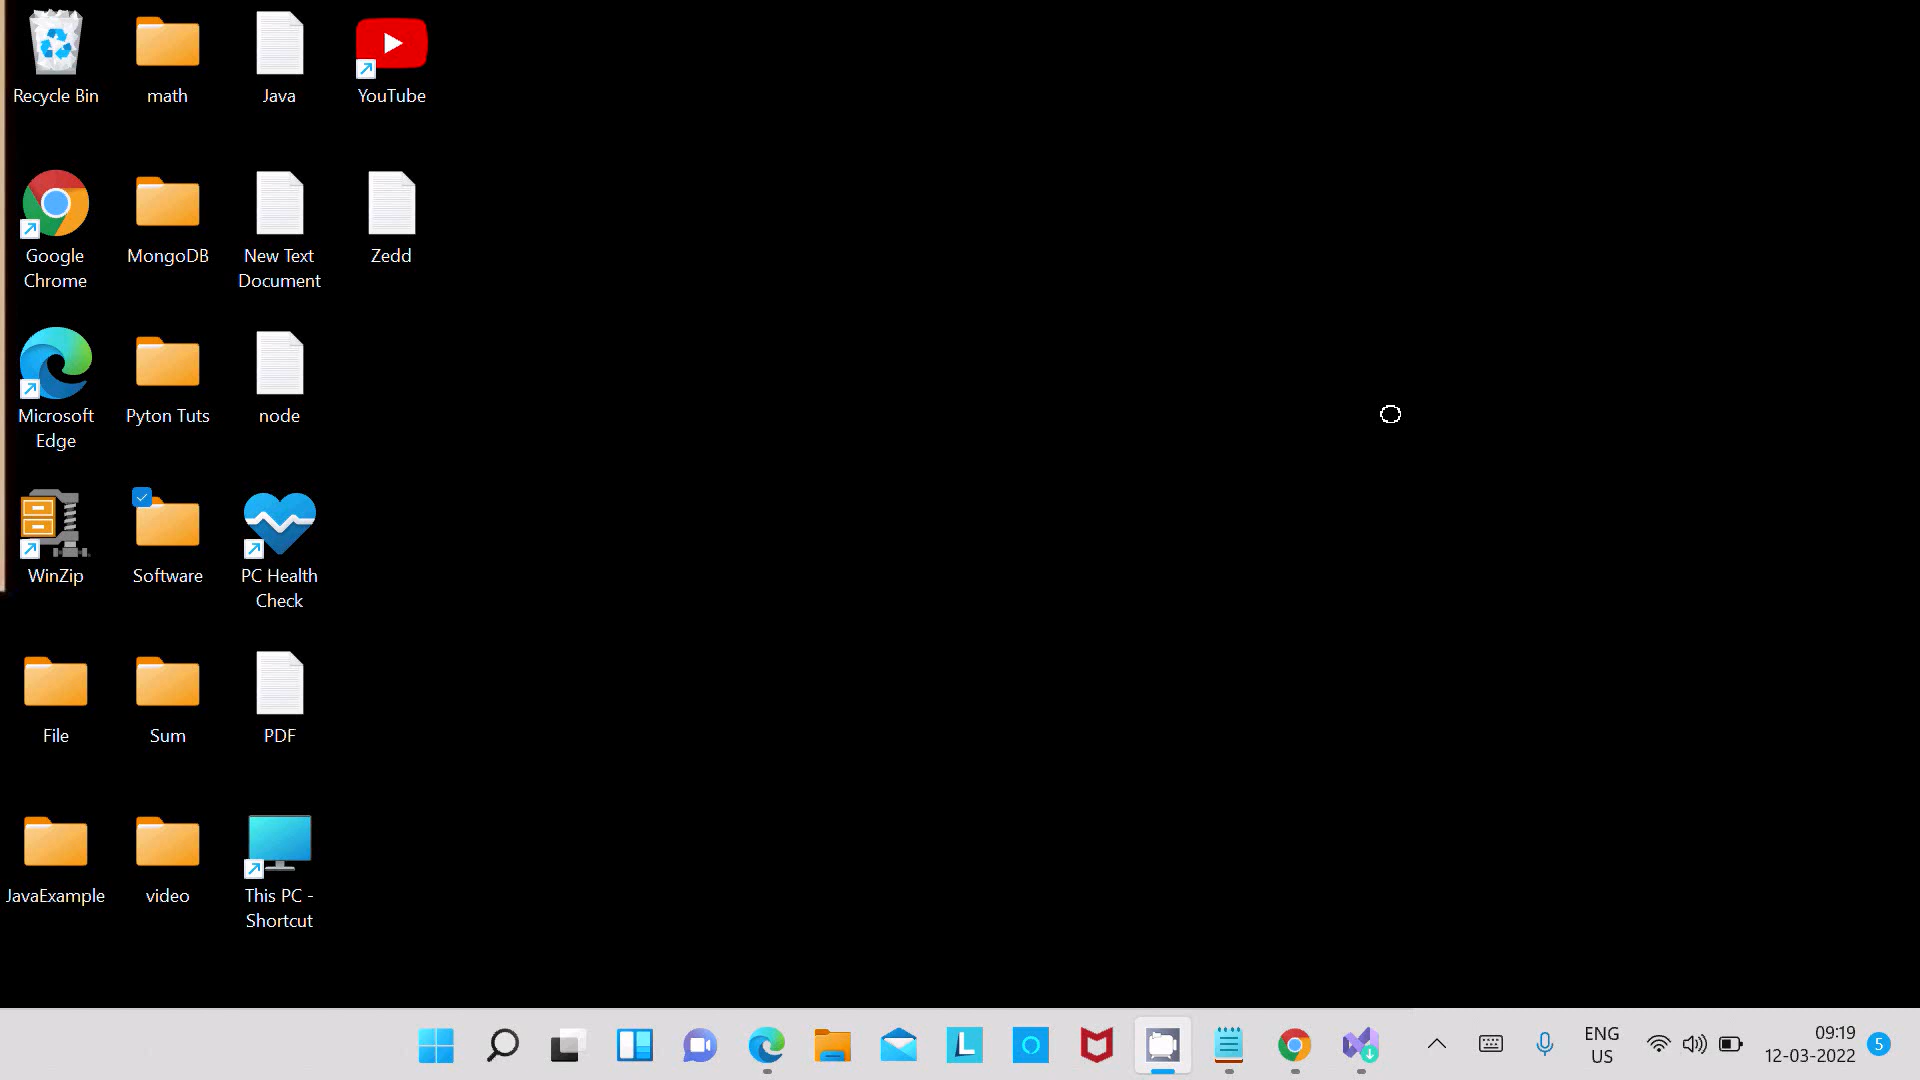 Recycle Bin
math
Java
YouTube
Google
Chrome
MongoDB
New Text
Document
Zedd
Microsoft
Edge
Pyton Tuts
node
WinZip
Software
PC Health
Check
File
Sum
PDF
JavaExample
video
This PC -
Shortcut
L
ENG
US
09:19
12-03-2022
5